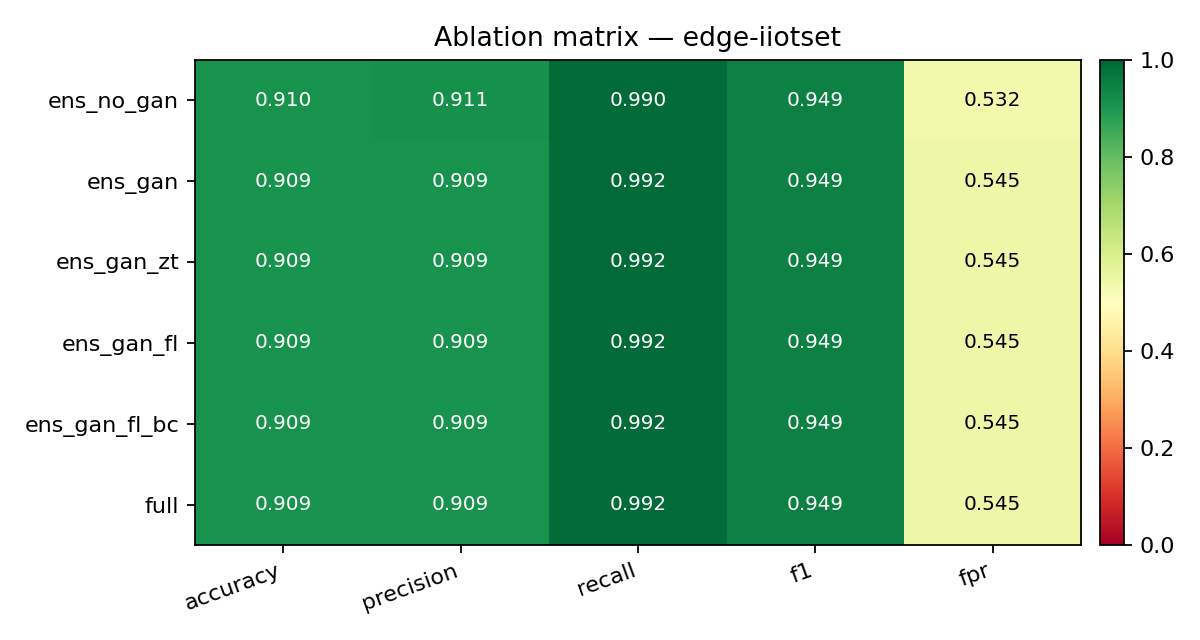 Ablation matrix — edge-iiotset
ens_no_gan 0.910 0.911 0.990 0.949 0.532
ens_gan 0.909 0.909 0.992 0.949 0.545
ens_gan_zt 0.909 0.909 0.992 0.949 0.545
ens_gan_fl 0.909 0.909 0.992 0.949 0.545
ens_gan_fl_bc 0.909 0.909 0.992 0.949 0.545
full 0.909 0.909 0.992 0.949 0.545
accuracy precision recall f1 fpr
1.0
0.8
0.6
0.4
0.2
0.0